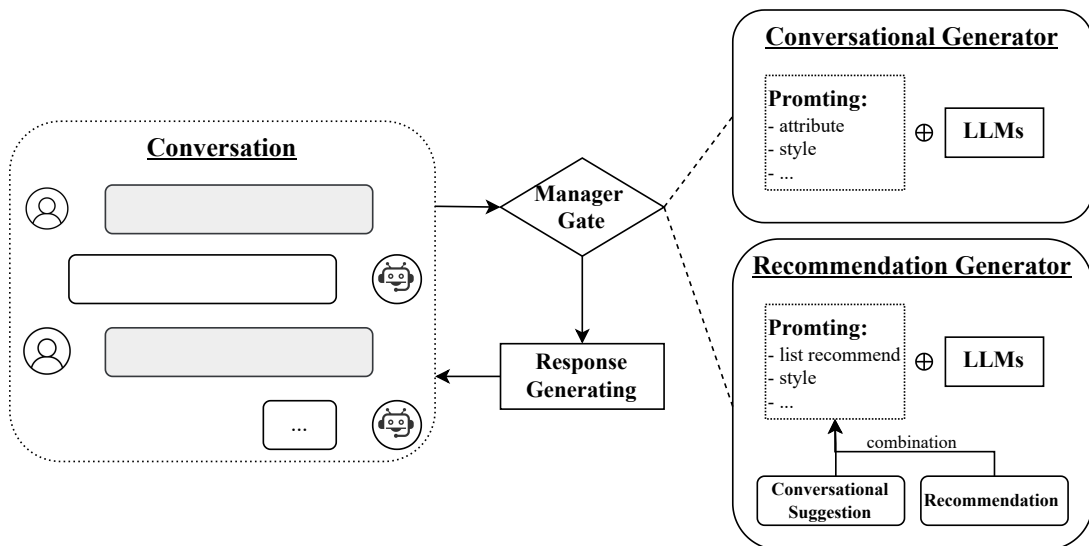 Conversation
...
Manager
Gate
Response
Generating
Conversational Generator
Promting:
- attribute
- style
- ...
⊕
LLMs
Recommendation Generator
Promting:
- list recommend
- style
- ...
⊕
LLMs
combination
Conversational
Suggestion
Recommendation